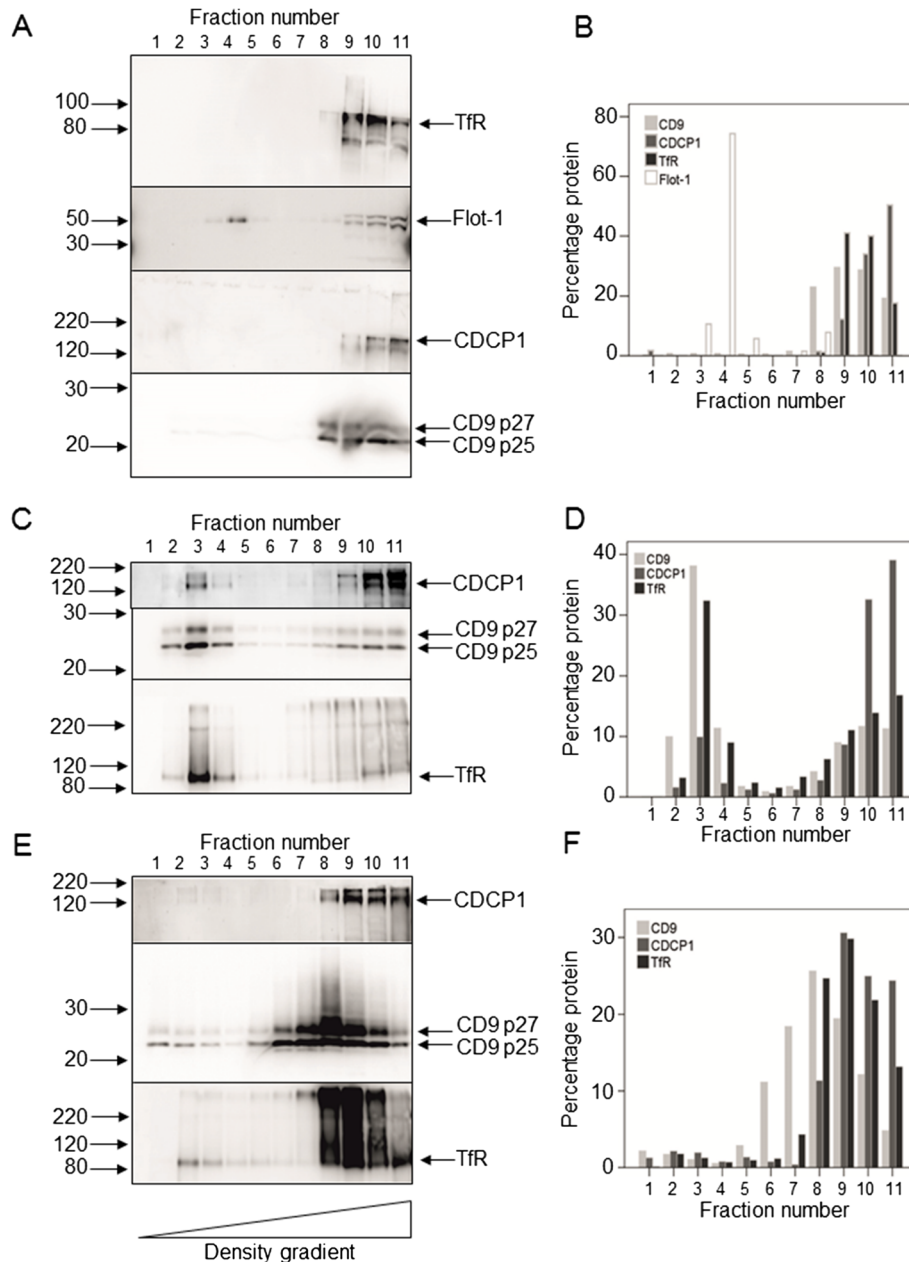 A
Fraction number
1 2 3 4 5 6 7 8 9 10 11
100
80
TfR
50
30
Flot-1
220
120
CDCP1
30
20
CD9 p27
CD9 p25
B
Percentage protein
80
60
40
20
0
CD9
CDCP1
TfR
Flot-1
1 2 3 4 5 6 7 8 9 10 11
Fraction number
C
Fraction number
1 2 3 4 5 6 7 8 9 10 11
220
120
CDCP1
30
20
CD9 p27
CD9 p25
220
120
80
TfR
D
Percentage protein
40
30
20
10
0
CD9
CDCP1
TfR
1 2 3 4 5 6 7 8 9 10 11
Fraction number
E
Fraction number
1 2 3 4 5 6 7 8 9 10 11
220
120
CDCP1
30
20
CD9 p27
CD9 p25
220
120
80
TfR
Density gradient
F
Percentage protein
30
20
10
0
CD9
CDCP1
TfR
1 2 3 4 5 6 7 8 9 10 11
Fraction number